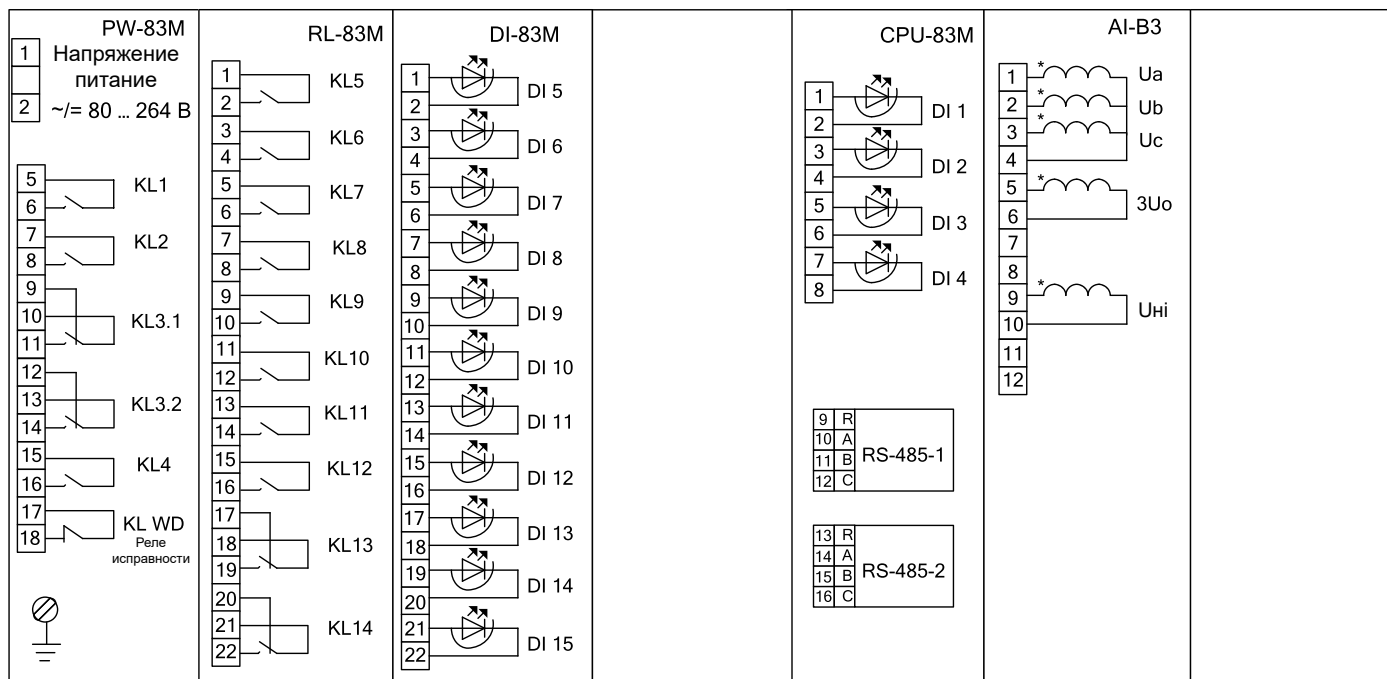 PW-83M
1 Напряжение
питание
2 ~/= 80 ... 264 В
5
KL1
6
7
KL2
8
9
10
KL3.1
11
12
13
KL3.2
14
15
KL4
16
17
KL WD
18
Реле
исправности
RL-83M
1
KL5
2
3
KL6
4
5
KL7
6
7
KL8
8
9
KL9
10
11
KL10
12
13
KL11
14
15
KL12
16
17
18
KL13
19
20
21
KL14
22
DI-83M
1
DI 5
2
3
DI 6
4
5
DI 7
6
7
DI 8
8
9
DI 9
10
11
DI 10
12
13
DI 11
14
15
DI 12
16
17
DI 13
18
19
DI 14
20
21
DI 15
22
CPU-83M
1
DI 1
2
3
DI 2
4
5
DI 3
6
7
DI 4
8
9 R
10 A
RS-485-1
11 B
12 C
13 R
14 A
RS-485-2
15 B
16 C
AI-B3
1 * Ua
2 * Ub
3 * Uc
4
5 *
3Uo
6
7
8
9 *
Uні
10
11
12